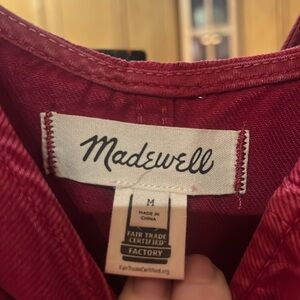 Madewell
M
MADE IN
CHINA
FAIR TRADE
CERTIFIED
FACTORY
FairTradeCertified.org